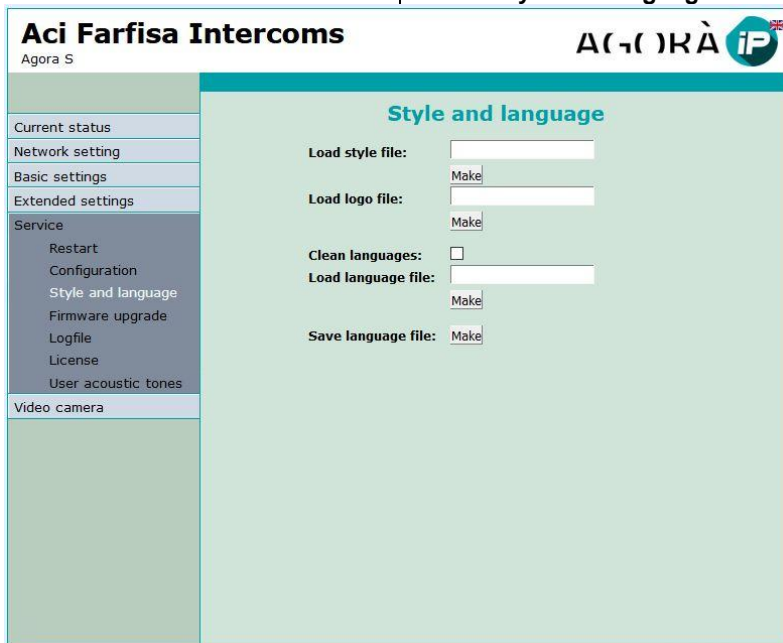 Aci Farfisa Intercoms
Agora S
AGORÀ iP
Style and language
Current status
Network setting
Basic settings
Extended settings
Service
Restart
Configuration
Style and language
Firmware upgrade
Logfile
License
User acoustic tones
Video camera
Load style file:
Make
Load logo file:
Make
Clean languages:
Load language file:
Make
Save language file: Make